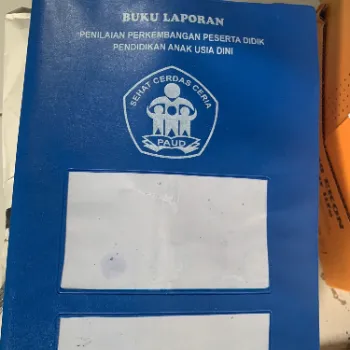 BUKU LAPORAN
PENILAIAN PERKEMBANGAN PESERTA DIDIK
PENDIDIKAN ANAK USIA DINI
SEHAT CERDAS CERIA
PAUD